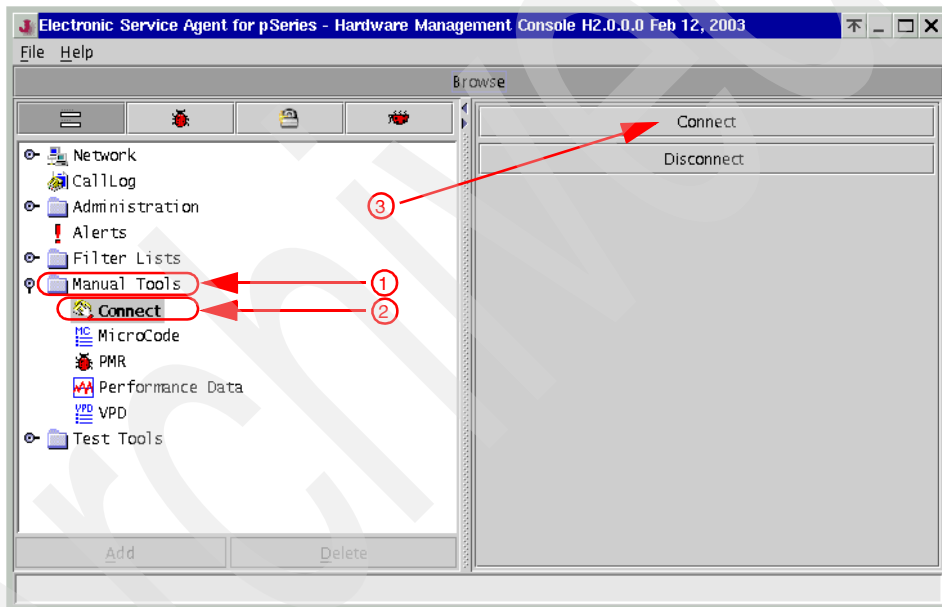 Electronic Service Agent for pSeries - Hardware Management Console H2.0.0.0 Feb 12, 2003
File Help
Browse
Network
CallLog
Administration
Alerts
Filter Lists
Manual Tools
Connect
MC MicroCode
PMR
Performance Data
VPD VPD
Test Tools
Add Delete
Connect
Disconnect
1
2
3